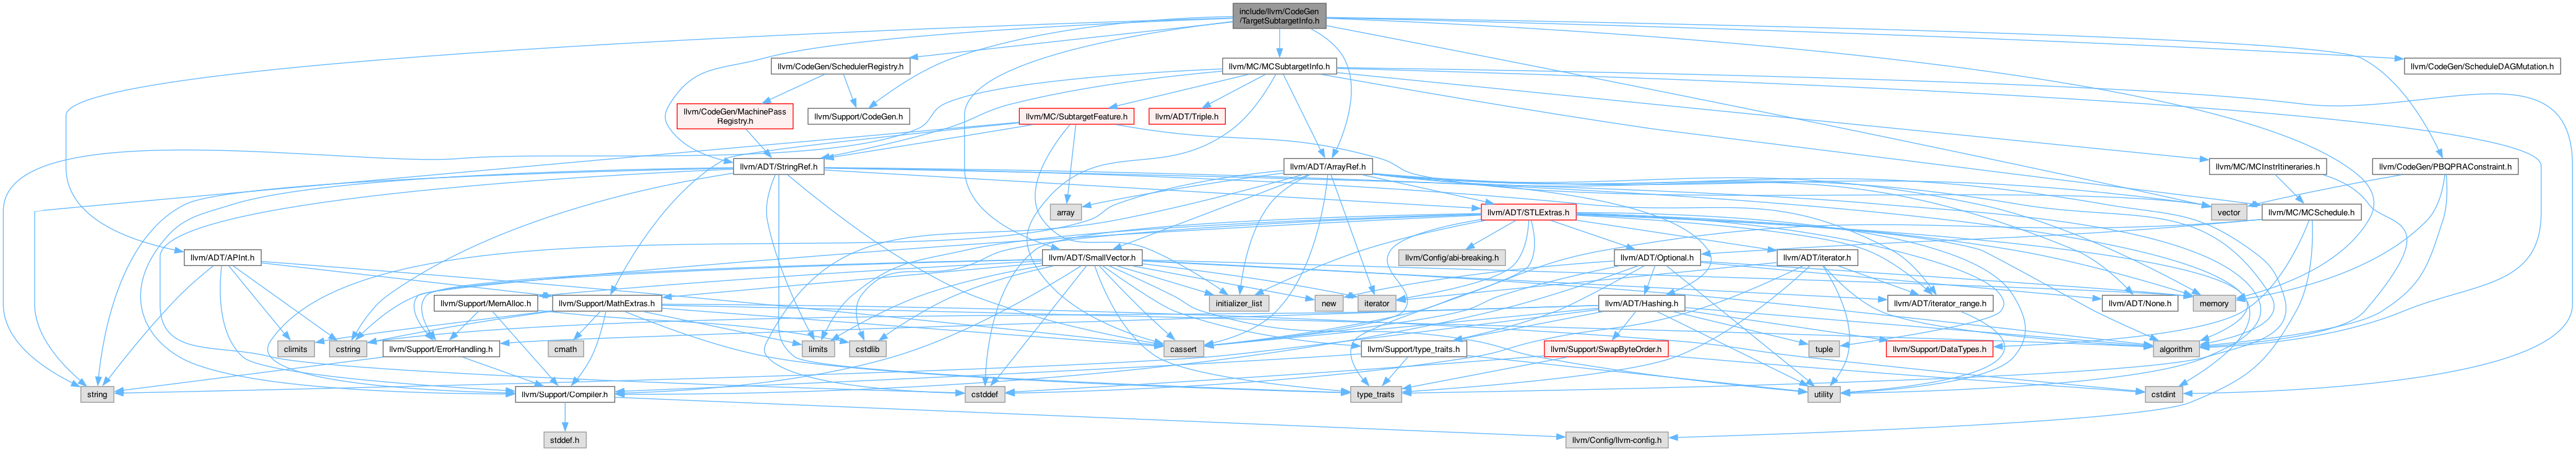 include/llvm/CodeGen
/TargetSubtargetInfo.h
llvm/CodeGen/SchedulerRegistry.h
llvm/MC/MCSubtargetInfo.h
llvm/CodeGen/ScheduleDAGMutation.h
llvm/CodeGen/MachinePass
Registry.h
llvm/Support/CodeGen.h
llvm/MC/SubtargetFeature.h
llvm/ADT/Triple.h
llvm/ADT/StringRef.h
llvm/ADT/ArrayRef.h
llvm/MC/MCInstrItineraries.h
llvm/CodeGen/PBQPRAConstraint.h
array
llvm/ADT/STLExtras.h
vector
llvm/MC/MCSchedule.h
llvm/ADT/APInt.h
llvm/ADT/SmallVector.h
llvm/Config/abi-breaking.h
llvm/ADT/Optional.h
llvm/ADT/iterator.h
llvm/Support/MemAlloc.h
llvm/Support/MathExtras.h
initializer_list
new
iterator
llvm/ADT/Hashing.h
llvm/ADT/iterator_range.h
llvm/ADT/None.h
memory
climits
cstring
llvm/Support/ErrorHandling.h
cmath
limits
cstdlib
cassert
llvm/Support/type_traits.h
llvm/Support/SwapByteOrder.h
tuple
llvm/Support/DataTypes.h
algorithm
string
llvm/Support/Compiler.h
cstddef
type_traits
utility
cstdint
stddef.h
llvm/Config/llvm-config.h